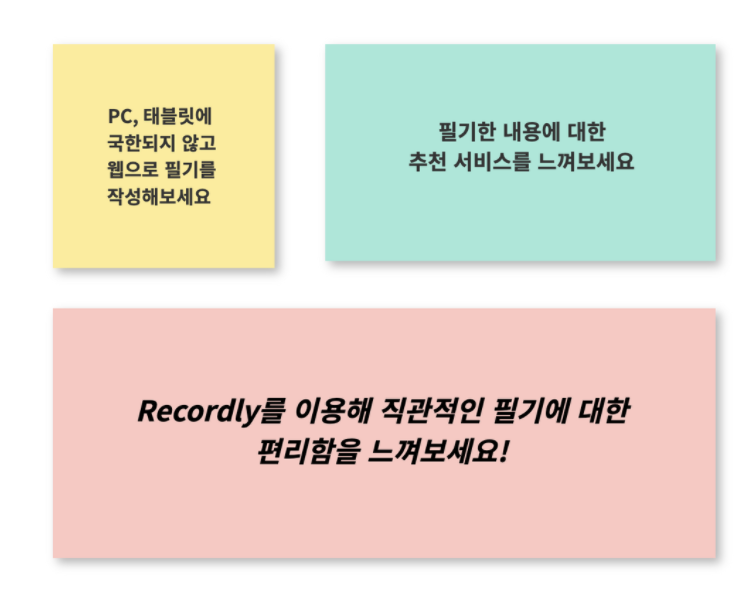 PC, 태블릿에
국한되지 않고
웹으로 필기를
작성해보세요
필기한 내용에 대한
추천 서비스를 느껴보세요
Recordly를 이용해 직관적인 필기에 대한
편리함을 느껴보세요!